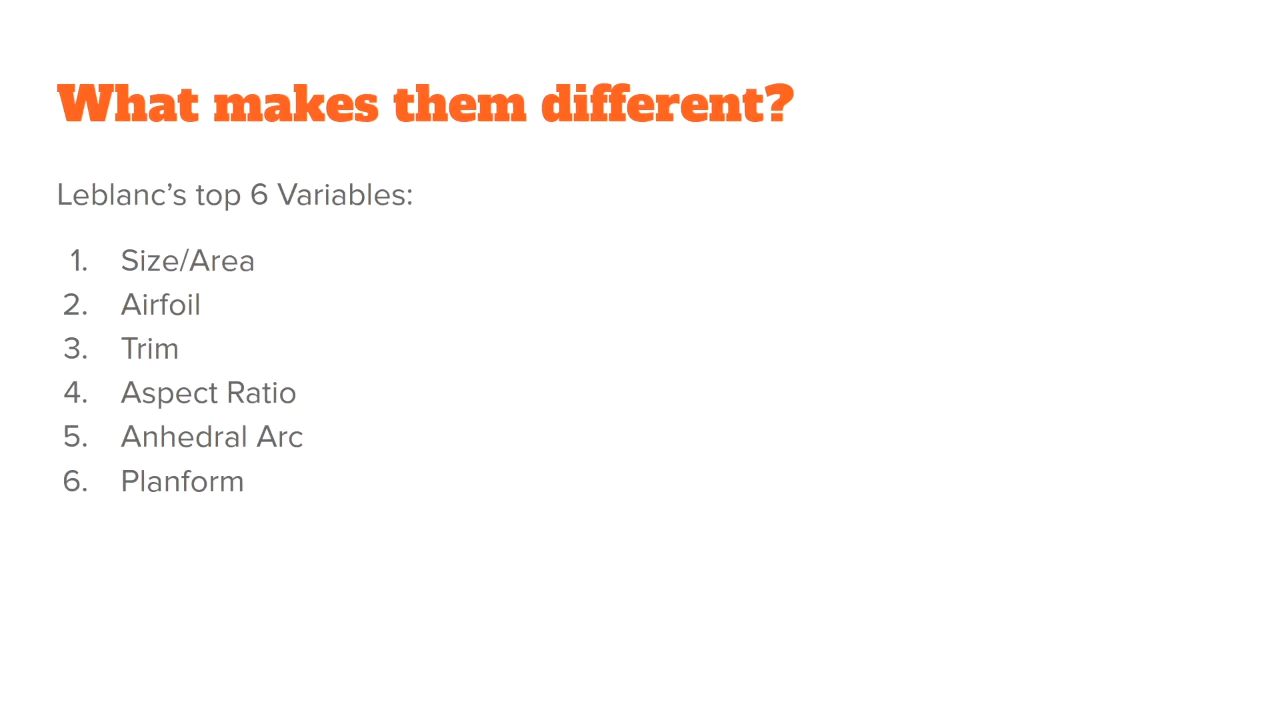 What makes them different?
Leblanc’s top 6 Variables:
1. Size/Area
2. Airfoil
3. Trim
4. Aspect Ratio
5. Anhedral Arc
6. Planform